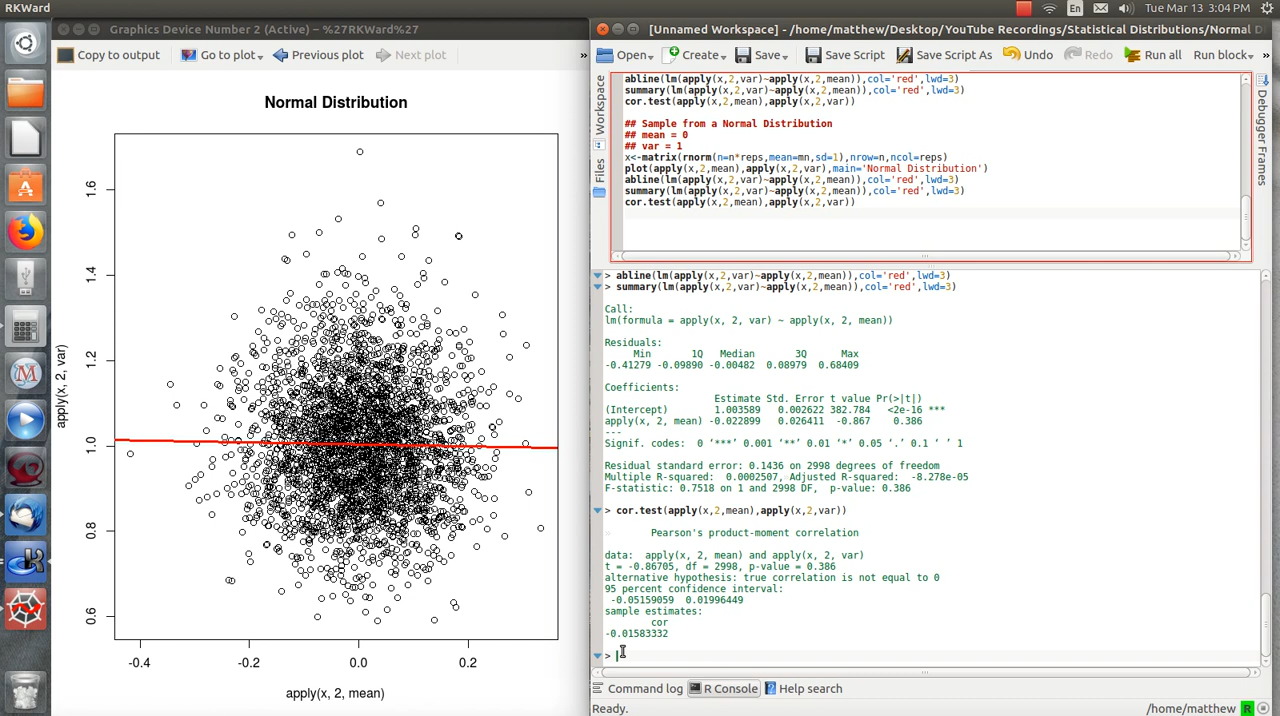 RKWard
En
Tue Mar 13 3:04 PM
Graphics Device Number 2 (Active) – %27RKWard%27
Copy to output
Go to plot
Previous plot
Next plot
»
Normal Distribution
1.6
1.4
1.2
1.0
0.8
0.6
apply(x, 2, var)
-0.4
-0.2
0.0
0.2
apply(x, 2, mean)
[Unnamed Workspace] - /home/matthew/Desktop/YouTube Recordings/Statistical Distributions/Normal D
Open
Create
Save
Save Script
Save Script As
Undo
Redo
Run all
Run block
»
Workspace
Files
Debugger Frames
abline(lm(apply(x,2,var)~apply(x,2,mean)),col='red',lwd=3)
summary(lm(apply(x,2,var)~apply(x,2,mean)),col='red',lwd=3)
cor.test(apply(x,2,mean),apply(x,2,var))
## Sample from a Normal Distribution
## mean = 0
## var = 1
x<-matrix(rnorm(n=n*reps,mean=mn,sd=1),nrow=n,ncol=reps)
plot(apply(x,2,mean),apply(x,2,var),main='Normal Distribution')
abline(lm(apply(x,2,var)~apply(x,2,mean)),col='red',lwd=3)
summary(lm(apply(x,2,var)~apply(x,2,mean)),col='red',lwd=3)
cor.test(apply(x,2,mean),apply(x,2,var))
> abline(lm(apply(x,2,var)~apply(x,2,mean)),col='red',lwd=3)
> summary(lm(apply(x,2,var)~apply(x,2,mean)),col='red',lwd=3)
Call:
lm(formula = apply(x, 2, var) ~ apply(x, 2, mean))
Residuals:
Min 1Q Median 3Q Max
-0.41279 -0.09890 -0.00482 0.08979 0.68409
Coefficients:
Estimate Std. Error t value Pr(>|t|)
(Intercept) 1.003589 0.002622 382.784 <2e-16 ***
apply(x, 2, mean) -0.022899 0.026411 -0.867 0.386
---
Signif. codes: 0 ‘***’ 0.001 ‘**’ 0.01 ‘*’ 0.05 ‘.’ 0.1 ‘ ’ 1
Residual standard error: 0.1436 on 2998 degrees of freedom
Multiple R-squared: 0.0002507, Adjusted R-squared: -8.278e-05
F-statistic: 0.7518 on 1 and 2998 DF, p-value: 0.386
> cor.test(apply(x,2,mean),apply(x,2,var))
Pearson's product-moment correlation
data: apply(x, 2, mean) and apply(x, 2, var)
t = -0.86705, df = 2998, p-value = 0.386
alternative hypothesis: true correlation is not equal to 0
95 percent confidence interval:
-0.05159059 0.01996449
sample estimates:
cor
-0.01583332
>
Command log
R Console
Help search
Ready.
/home/matthew
R